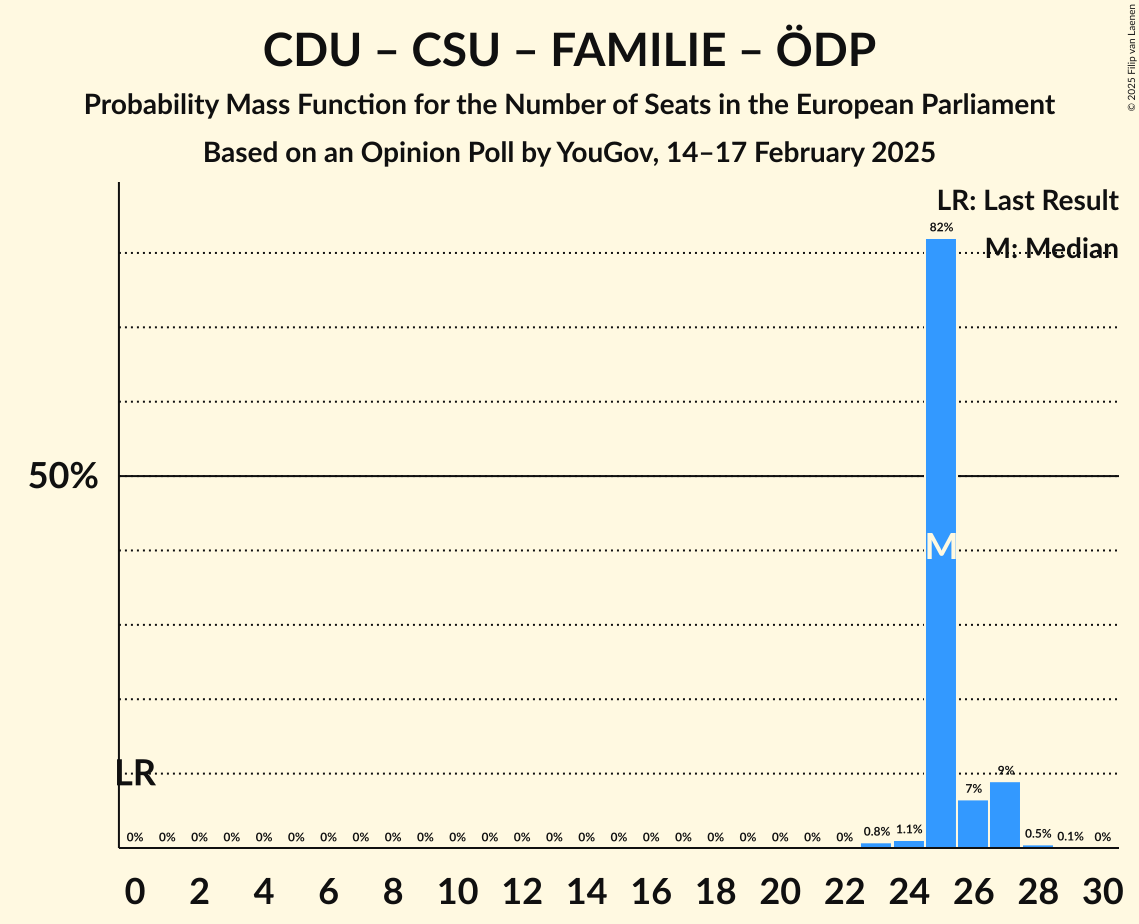 CDU – CSU – FAMILIE – ÖDP
Probability Mass Function for the Number of Seats in the European Parliament
Based on an Opinion Poll by YouGov, 14–17 February 2025
© 2025 Filip van Laenen
LR: Last Result
M: Median
82%
50%
M
LR
9%
7%
0% 0% 0% 0% 0% 0% 0% 0% 0% 0% 0% 0% 0% 0% 0% 0% 0% 0% 0% 0% 0% 0% 0% 0.8% 1.1% 0.5% 0.1% 0%
0 2 4 6 8 10 12 14 16 18 20 22 24 26 28 30